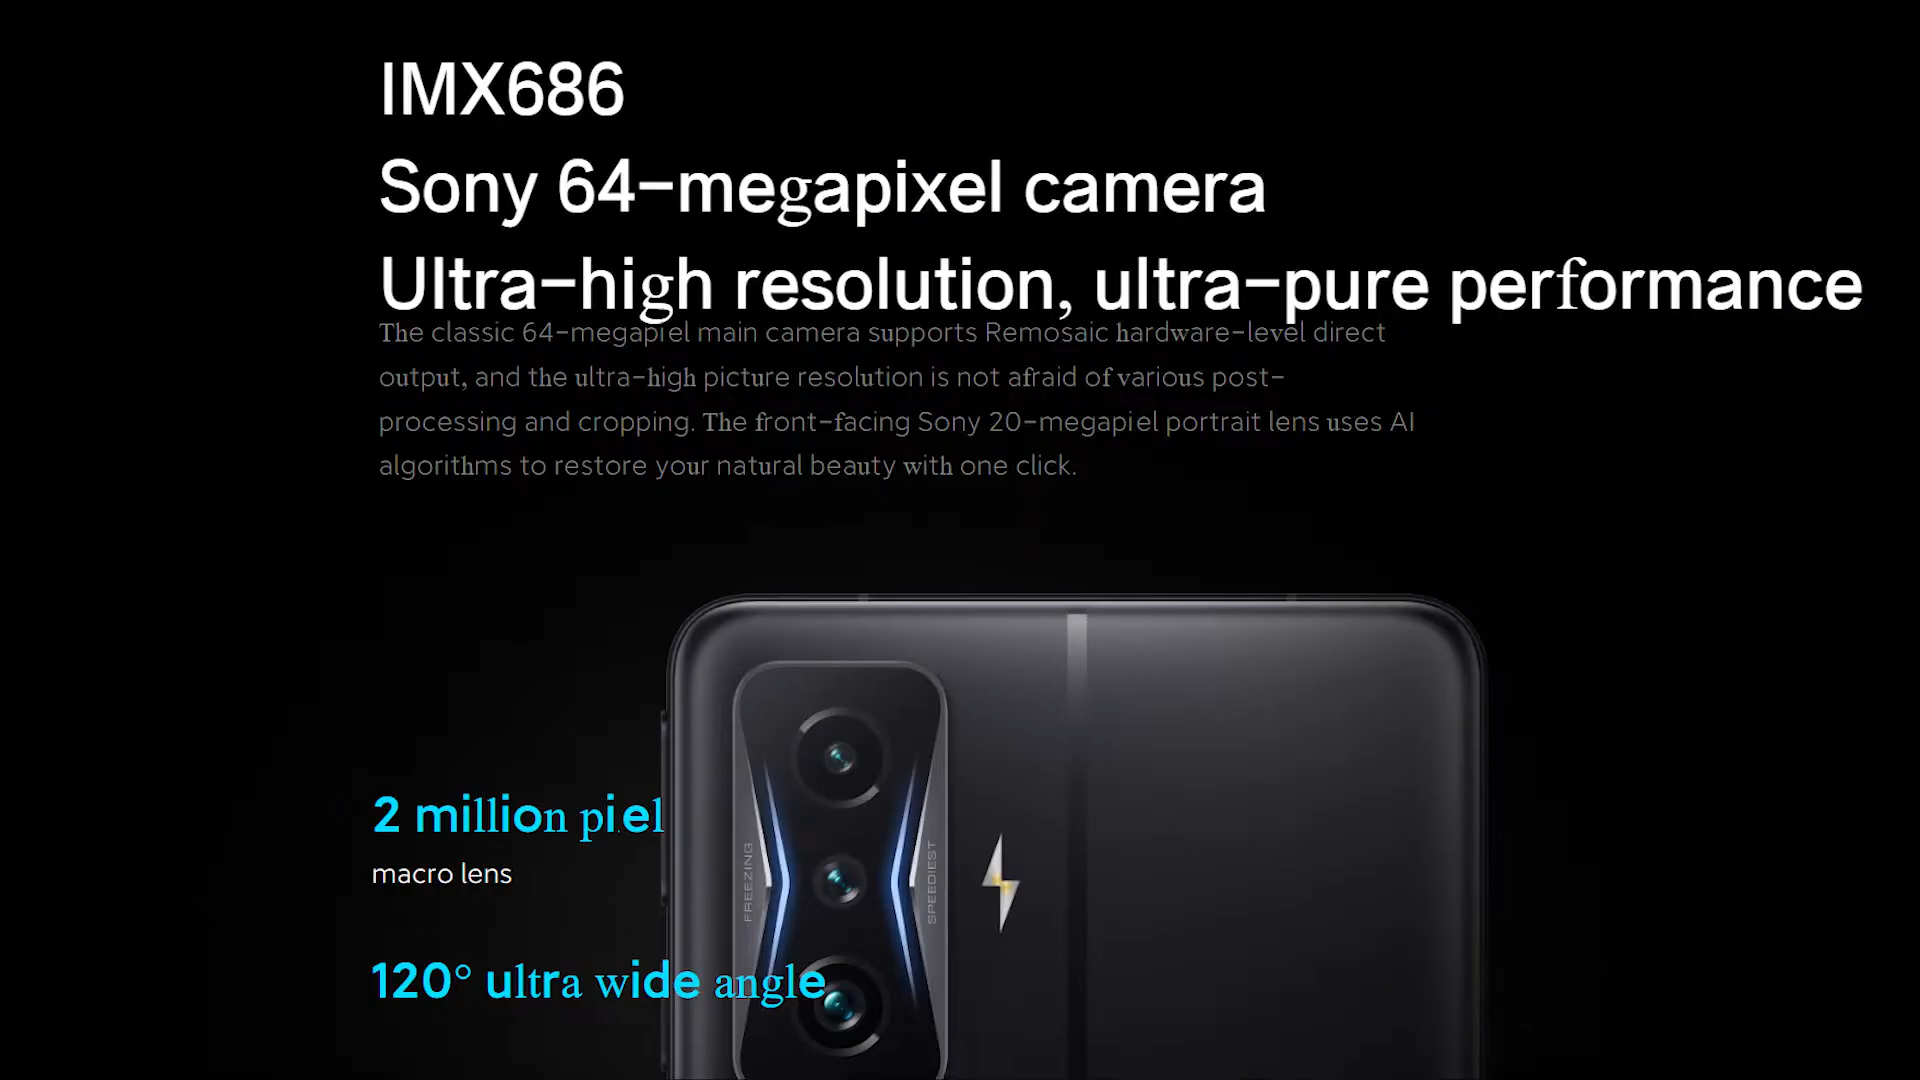 IMX686
Sony 64-megapixel camera
Ultra-high resolution, ultra-pure performance
The classic 64-megapiel main camera supports Remosaic hardware-level direct
output, and the ultra-high picture resolution is not afraid of various post-
processing and cropping. The front-facing Sony 20-megapiel portrait lens uses AI
algorithms to restore your natural beauty with one click.
2 million piel
macro lens
FREEZING
SPEEDIEST
120° ultra wide angle